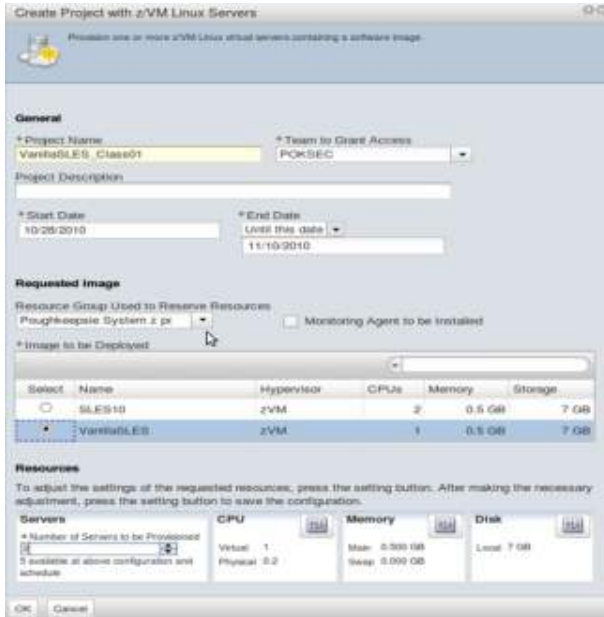 Create Project with z/VM Linux Servers
Provision one or more z/VM Linux virtual servers containing a software image.
General
* Project Name
* Team to Grant Access
VanillaSLES_Class01
POKSEC
Project Description
* Start Date
* End Date
10/28/2010
Until this date
11/10/2010
Requested Image
Resource Group Used to Reserve Resources
Poughkeepsie System z po
Monitoring Agent to be Installed
* Image to be Deployed
Select Name Hypervisor CPUs Memory Storage
SLES10 zVM 2 0.5 GB 7 GB
VanillaSLES zVM 1 0.5 GB 7 GB
Resources
To adjust the settings of the requested resources, press the setting button. After making the necessary
adjustment, press the setting button to save the configuration.
Servers
CPU
Memory
Disk
* Number of Servers to be Provisioned
5 available at above configuration and
schedule
Virtual 1
Physical 0.2
Main 0.500 GB
Swap 0.000 GB
Local 7 GB
OK
Cancel